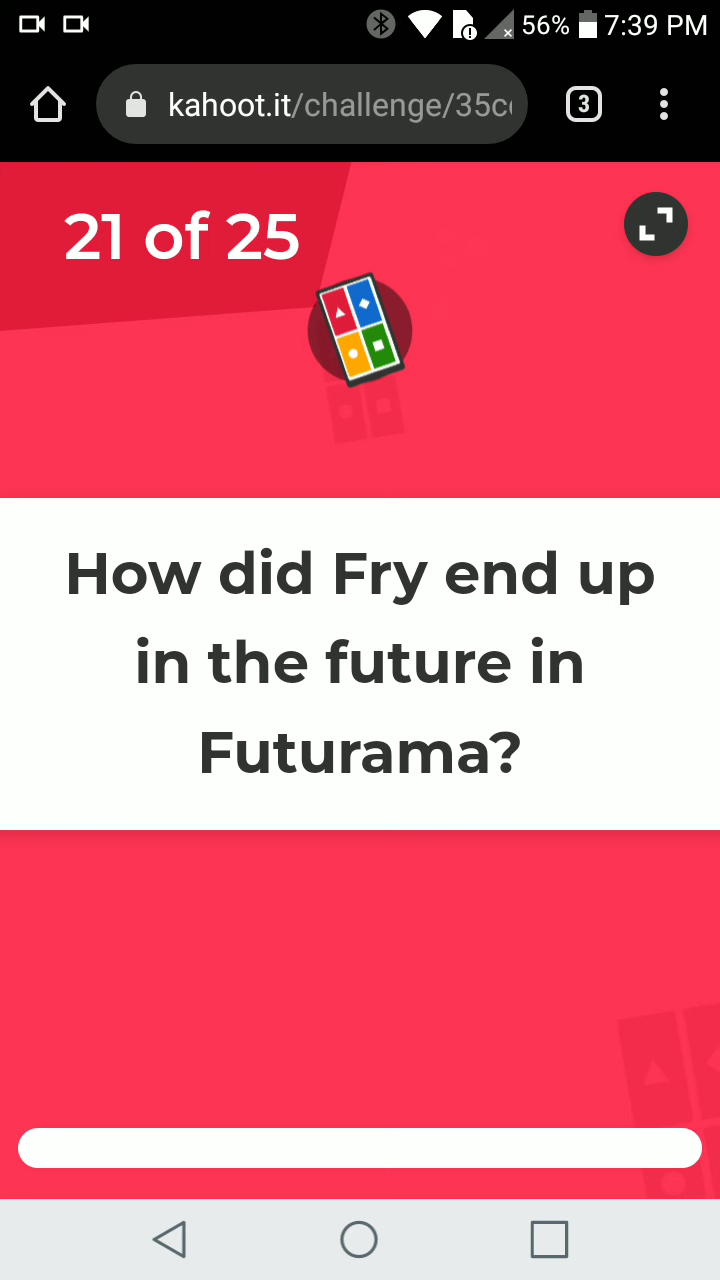 56% 7:39 PM
kahoot.it/challenge/35c
3
21 of 25
How did Fry end up
in the future in
Futurama?